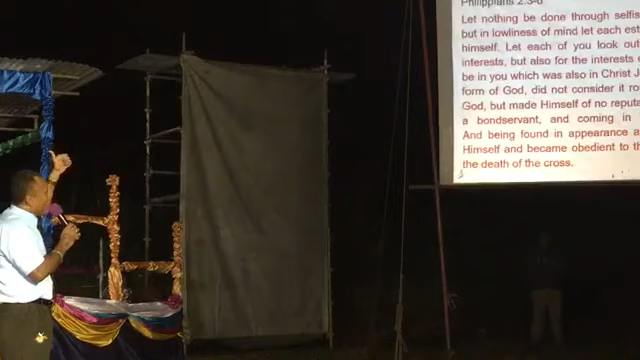 Philippians 2:3-8
Let nothing be done through selfis
but in lowliness of mind let each est
himself. Let each of you look out
interests, but also for the interests o
be in you which was also in Christ J
form of God, did not consider it ro
God, but made Himself of no reputa
a bondservant, and coming in
And being found in appearance a
Himself and became obedient to th
the death of the cross.